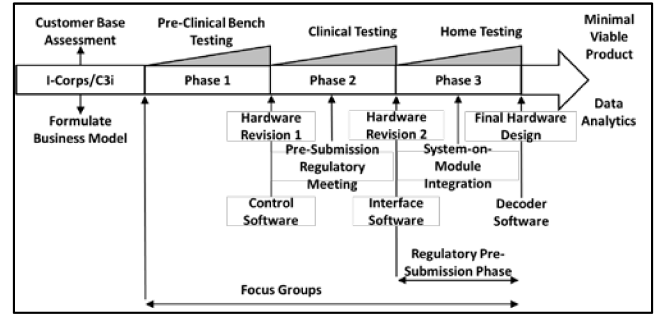 Customer Base
Assessment
Pre-Clinical Bench
Testing
Clinical Testing
Home Testing
Minimal
Viable
Product
I-Corps/C3i
Phase 1
Phase 2
Phase 3
Formulate
Business Model
Hardware
Revision 1
Hardware
Revision 2
Final Hardware
Design
Data
Analytics
Pre-Submission
Regulatory
Meeting
System-on-
Module
Integration
Control
Software
Interface
Software
Decoder
Software
Regulatory Pre-
Submission Phase
Focus Groups